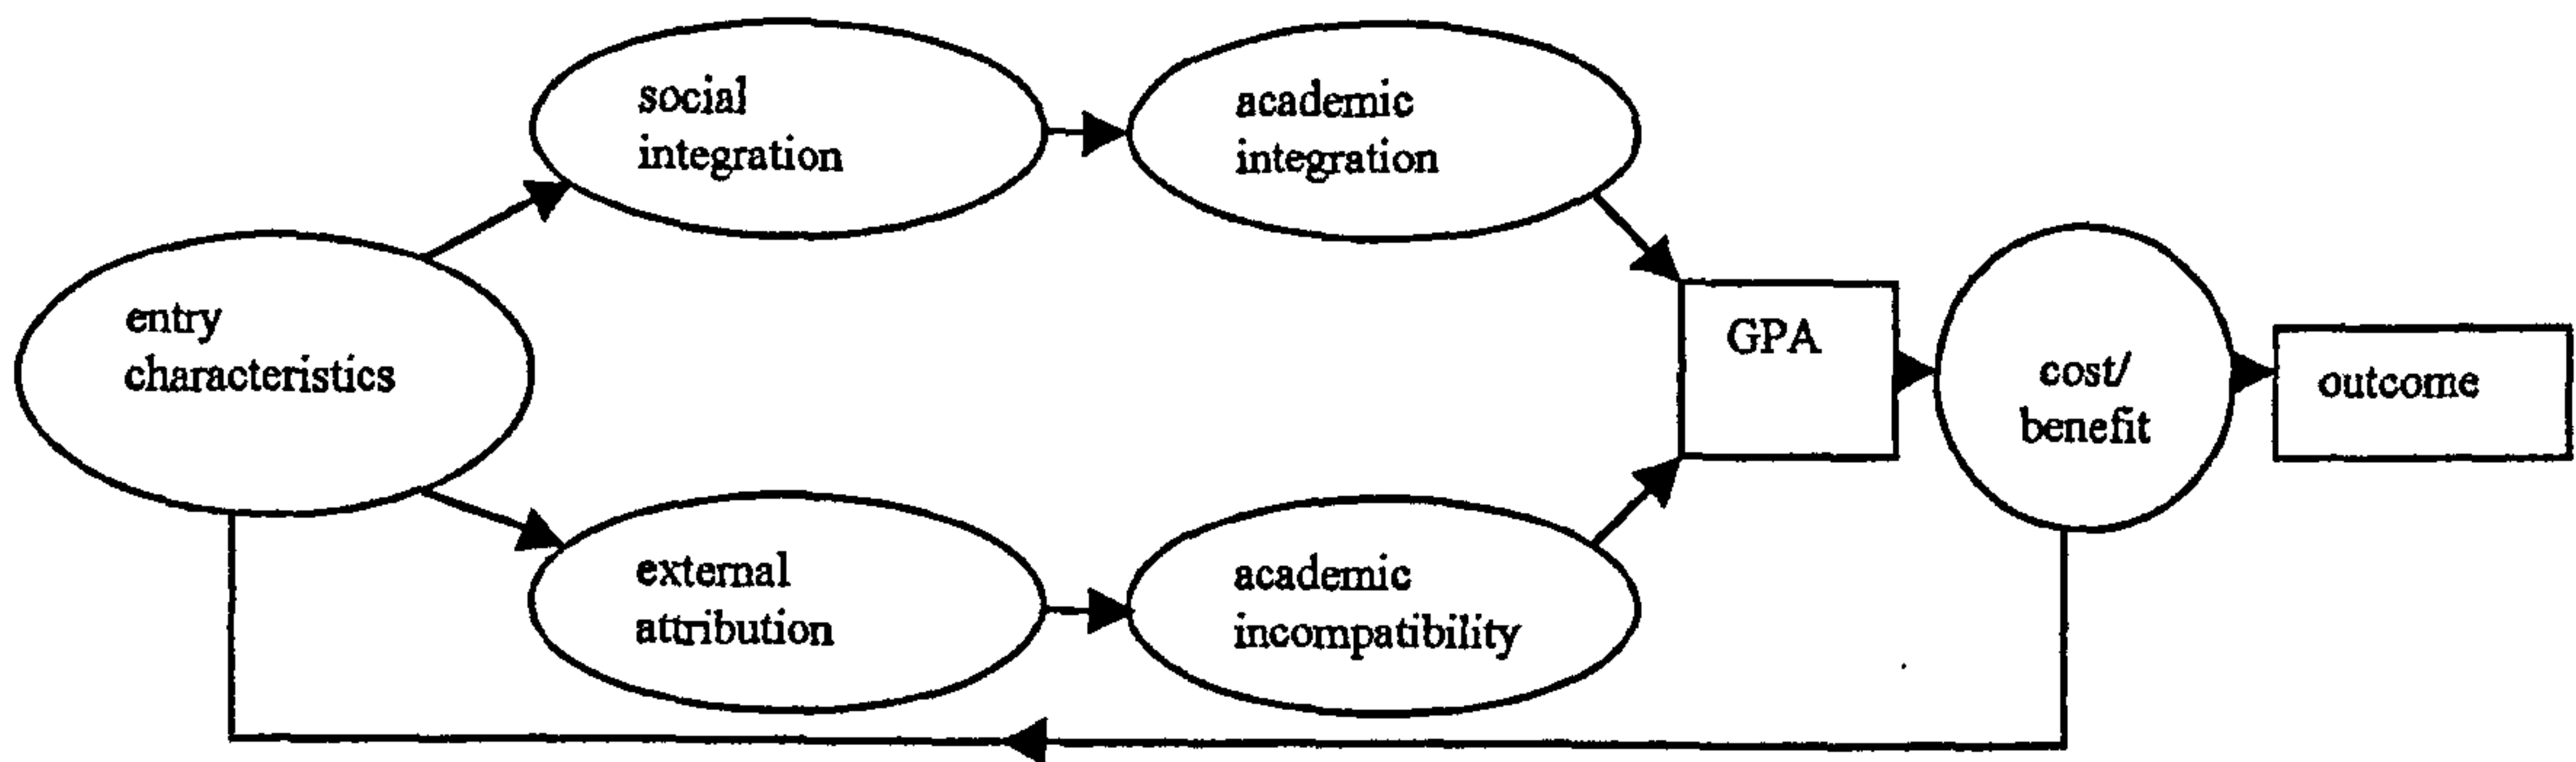 social
integration
academic
integration
entry
characteristics
GPA
cost/
benefit
outcome
external
attribution
academic
incompatibility